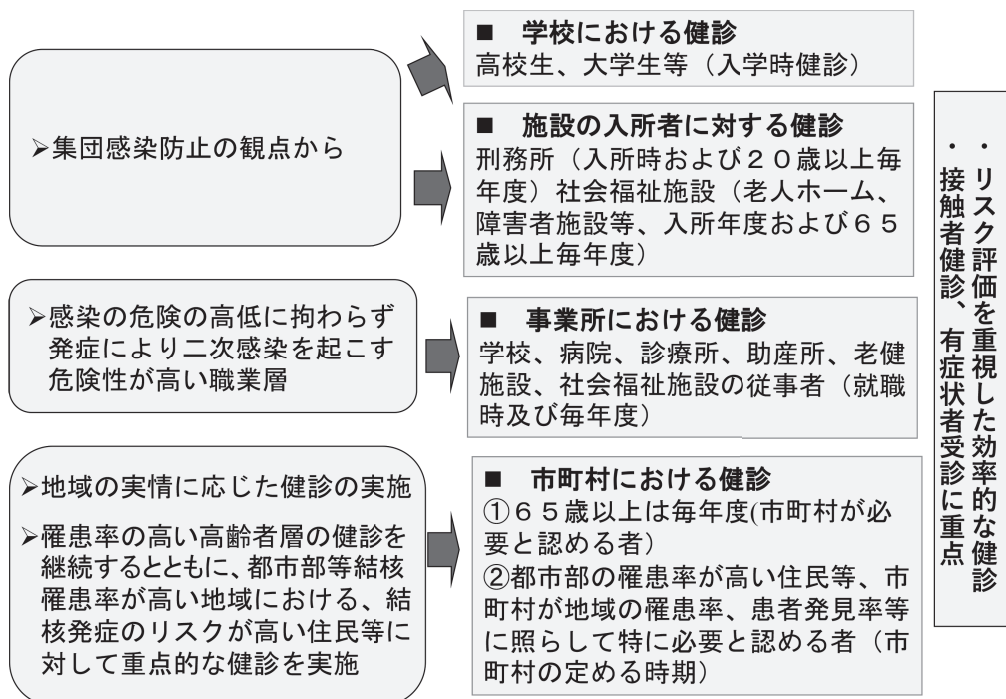 ➢集団感染防止の観点から
■ 学校における健診
高校生、大学生等（入学時健診）
■ 施設の入所者に対する健診
刑務所（入所時および２０歳以上毎
年度）社会福祉施設（老人ホーム、
障害者施設等、入所年度および６５
歳以上毎年度）
➢感染の危険の高低に拘わらず
発症により二次感染を起こす
危険性が高い職業層
■ 事業所における健診
学校、病院、診療所、助産所、老健
施設、社会福祉施設の従事者（就職
時及び毎年度）
➢地域の実情に応じた健診の実施
➢罹患率の高い高齢者層の健診を
継続するとともに、都市部等結核
罹患率が高い地域における、結
核発症のリスクが高い住民等に
対して重点的な健診を実施
■ 市町村における健診
①６５歳以上は毎年度(市町村が必
要と認める者）
②都市部の罹患率が高い住民等、市
町村が地域の罹患率、患者発見率等
に照らして特に必要と認める者（市
町村の定める時期）
・リスク評価を重視した効率的な健診
・接触者健診、有症状者受診に重点